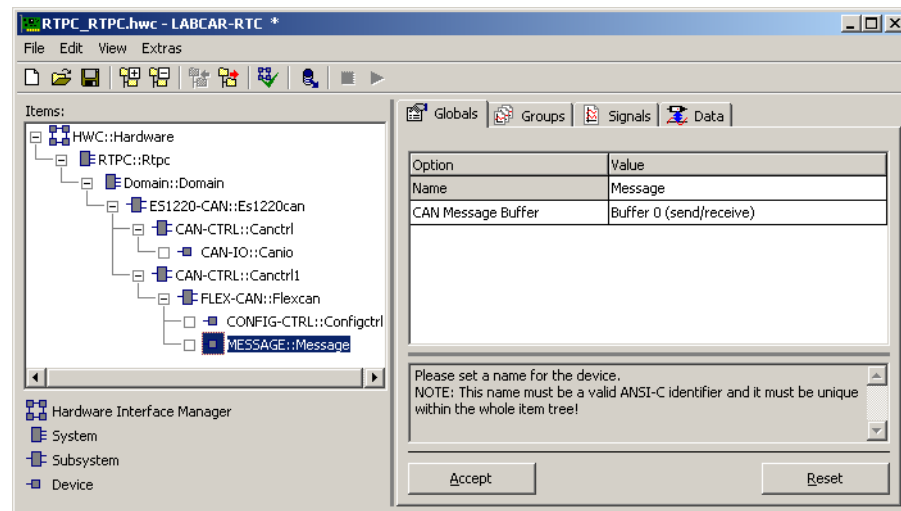 RTPC_RTPC.hwc - LABCAR-RTC *
File Edit View Extras
Items:
HWC::Hardware
RTPC::Rtpc
Domain::Domain
ES1220-CAN::Es1220can
CAN-CTRL::Canctrl
CAN-IO::Canio
CAN-CTRL::Canctrl1
FLEX-CAN::Flexcan
CONFIG-CTRL::Configctrl
MESSAGE::Message
Hardware Interface Manager
System
Subsystem
Device
Globals Groups Signals Data
Option Value
Name Message
CAN Message Buffer Buffer 0 (send/receive)
Please set a name for the device.
NOTE: This name must be a valid ANSI-C identifier and it must be unique
within the whole item tree!
Accept Reset